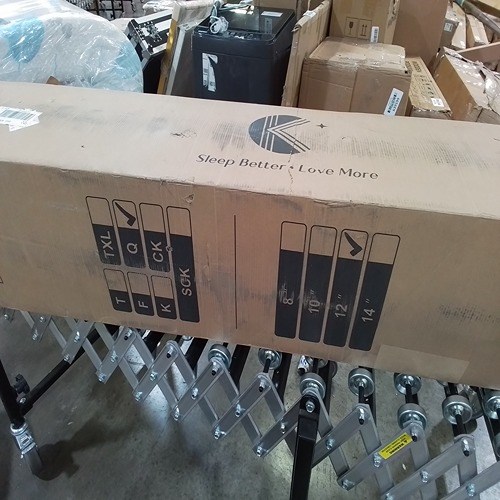 Sleep Better · Love More
TXL Q CK SCK
T F K
8" 10" 12" 14"